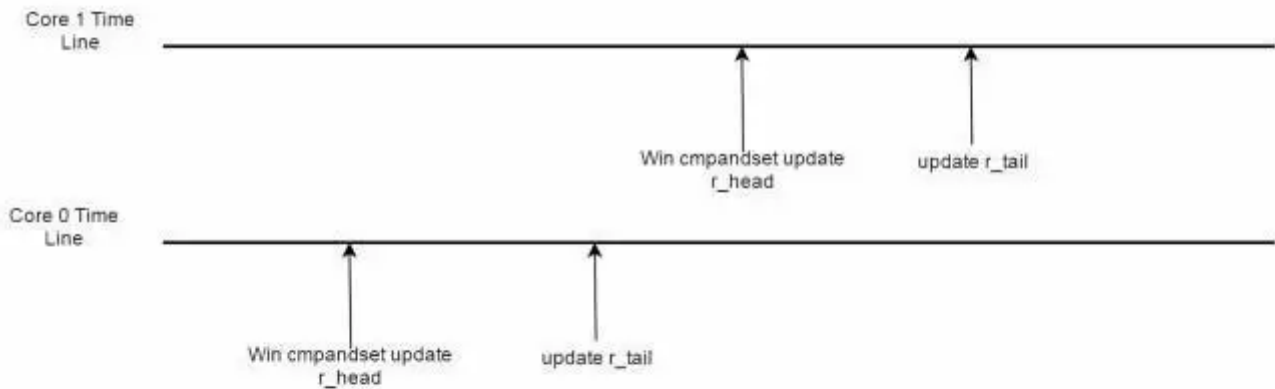 Core 1 Time
Line
Win cmpandset update
r_head
update r_tail
Core 0 Time
Line
Win cmpandset update
r_head
update r_tail